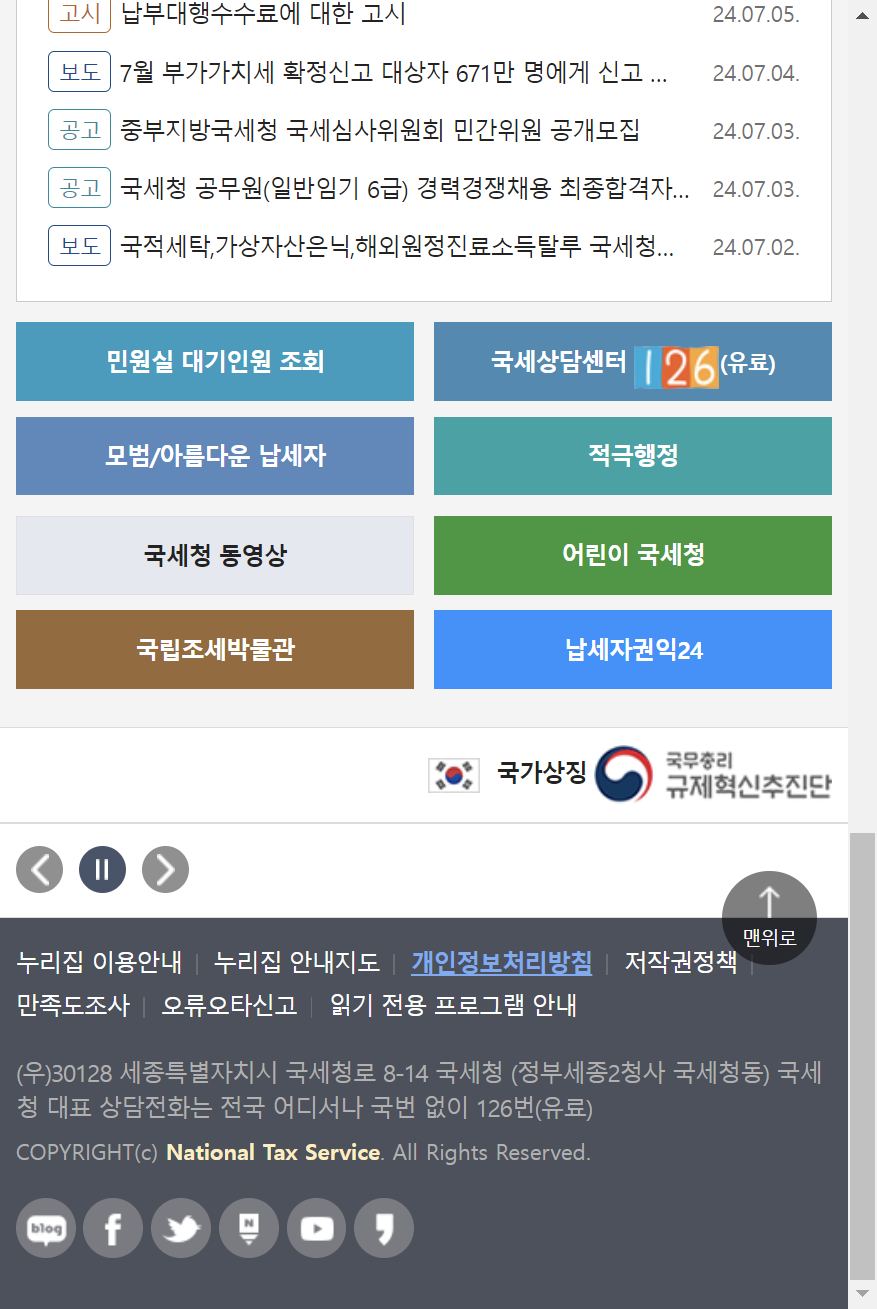 고시 납부대행수수료에 대한 고시 24.07.05.
보도 7월 부가가치세 확정신고 대상자 671만 명에게 신고 ... 24.07.04.
공고 중부지방국세청 국세심사위원회 민간위원 공개모집 24.07.03.
공고 국세청 공무원(일반임기 6급) 경력경쟁채용 최종합격자... 24.07.03.
보도 국적세탁,가상자산은닉,해외원정진료소득탈루 국세청... 24.07.02.
민원실 대기인원 조회
국세상담센터 126(유료)
모범/아름다운 납세자
적극행정
국세청 동영상
어린이 국세청
국립조세박물관
납세자권익24
국가상징
국무총리
규제혁신추진단
맨위로
누리집 이용안내 누리집 안내지도 개인정보처리방침 저작권정책
만족도조사 오류오타신고 읽기 전용 프로그램 안내
(우)30128 세종특별자치시 국세청로 8-14 국세청 (정부세종2청사 국세청동) 국세
청 대표 상담전화는 전국 어디서나 국번 없이 126번(유료)
COPYRIGHT(c) National Tax Service. All Rights Reserved.
blog
N